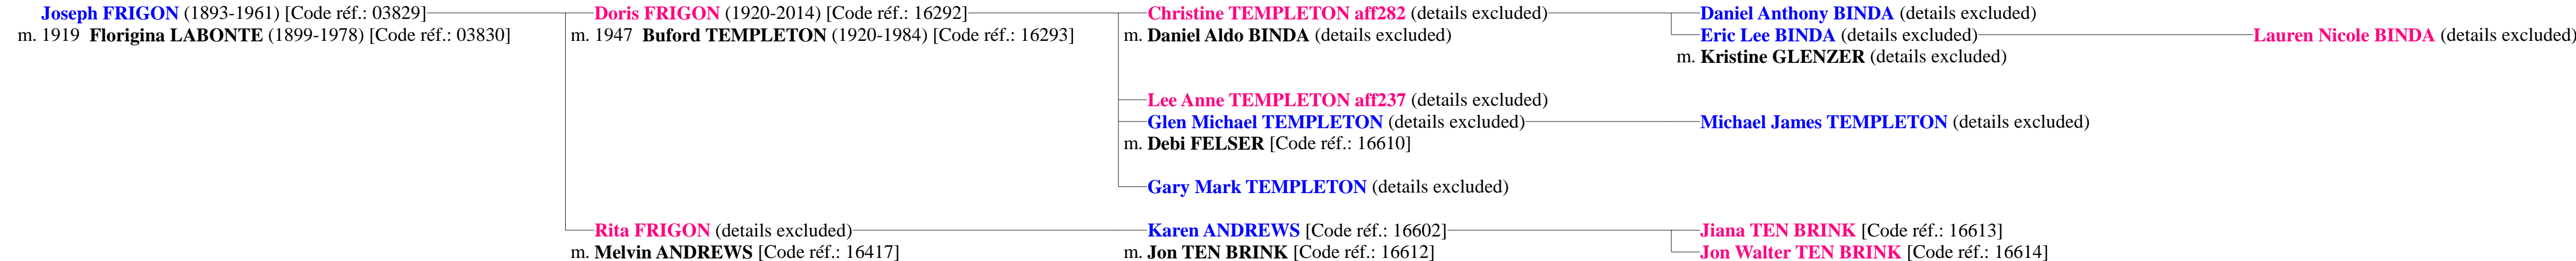 Joseph FRIGON (1893-1961) [Code réf.: 03829] Doris FRIGON (1920-2014) [Code réf.: 16292] Christine TEMPLETON aff282 (details excluded) Daniel Anthony BINDA (details excluded)
m. 1919 Florigina LABONTE (1899-1978) [Code réf.: 03830] m. 1947 Buford TEMPLETON (1920-1984) [Code réf.: 16293] m. Daniel Aldo BINDA (details excluded) Eric Lee BINDA (details excluded) Lauren Nicole BINDA (details excluded)
m. Kristine GLENZER (details excluded)
Lee Anne TEMPLETON aff237 (details excluded)
Glen Michael TEMPLETON (details excluded) Michael James TEMPLETON (details excluded)
m. Debi FELSER [Code réf.: 16610]
Gary Mark TEMPLETON (details excluded)
Rita FRIGON (details excluded) Karen ANDREWS [Code réf.: 16602] Jiana TEN BRINK [Code réf.: 16613]
m. Melvin ANDREWS [Code réf.: 16417] m. Jon TEN BRINK [Code réf.: 16612] Jon Walter TEN BRINK [Code réf.: 16614]